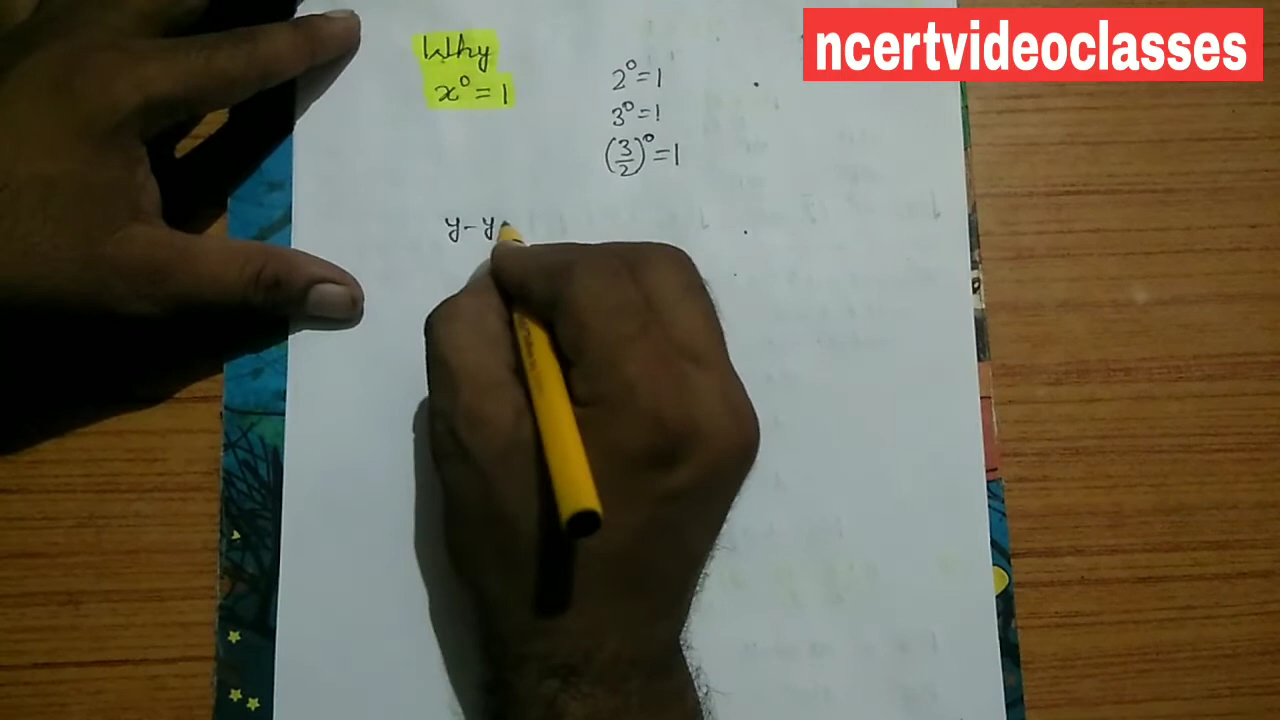 ncertvideoclasses
Why
x⁰ = 1
2⁰ = 1
3⁰ = 1
(3/2)⁰ = 1
y - y